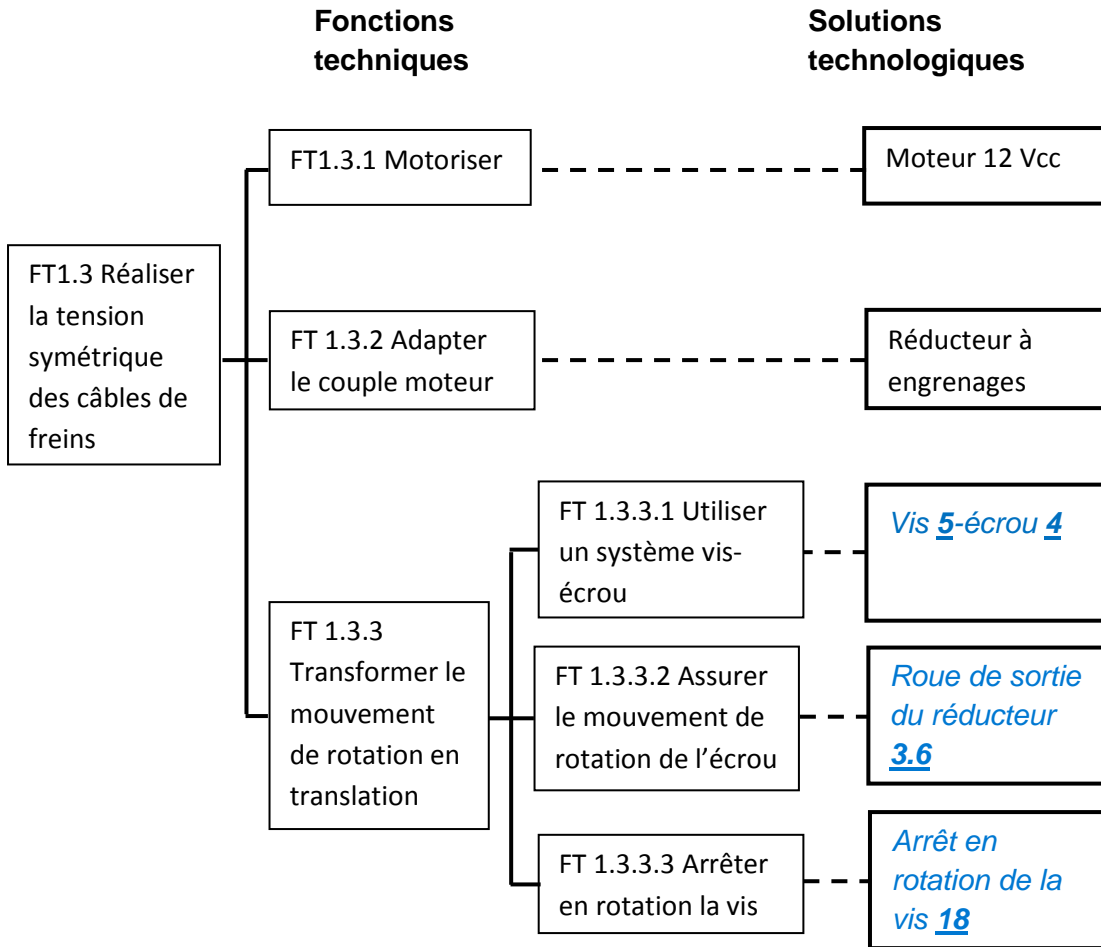 Fonctions
techniques
Solutions
technologiques
FT1.3.1 Motoriser
Moteur 12 Vcc
FT1.3 Réaliser
la tension
symétrique
des câbles de
freins
FT 1.3.2 Adapter
le couple moteur
Réducteur à
engrenages
FT 1.3.3
Transformer le
mouvement
de rotation en
translation
FT 1.3.3.1 Utiliser
un système vis-
écrou
Vis 5-écrou 4
FT 1.3.3.2 Assurer
le mouvement de
rotation de l'écrou
Roue de sortie
du réducteur
3.6
FT 1.3.3.3 Arrêter
en rotation la vis
Arrêt en
rotation de la
vis 18